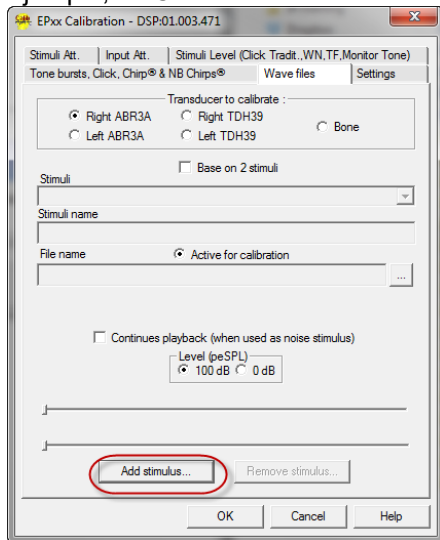 EPxx Calibration - DSP:01.003.471
Stimuli Att. Input Att. Stimuli Level (Click Tradit.,WN,TF,Monitor Tone)
Tone bursts, Click, Chirp® & NB Chirps® Wave files Settings
Transducer to calibrate :
Right ABR3A Right TDH39
Bone
Left ABR3A Left TDH39
Base on 2 stimuli
Stimuli
Stimuli name
File name Active for calibration
...
Continues playback (when used as noise stimulus)
Level (peSPL)
100 dB 0 dB
Add stimulus... Remove stimulus...
OK Cancel Help